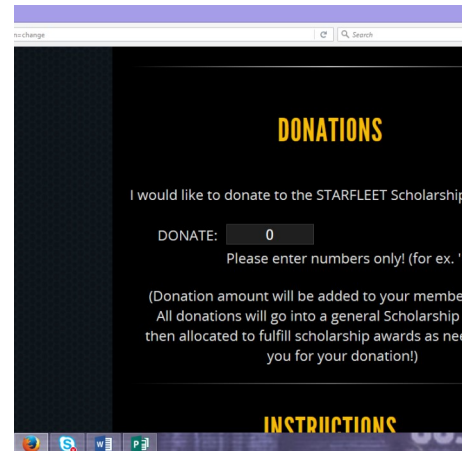 n=change
Search
DONATIONS
I would like to donate to the STARFLEET Scholarship
DONATE: 0
Please enter numbers only! (for ex. '
(Donation amount will be added to your membe
All donations will go into a general Scholarship
then allocated to fulfill scholarship awards as nee
you for your donation!)
INSTRUCTIONS